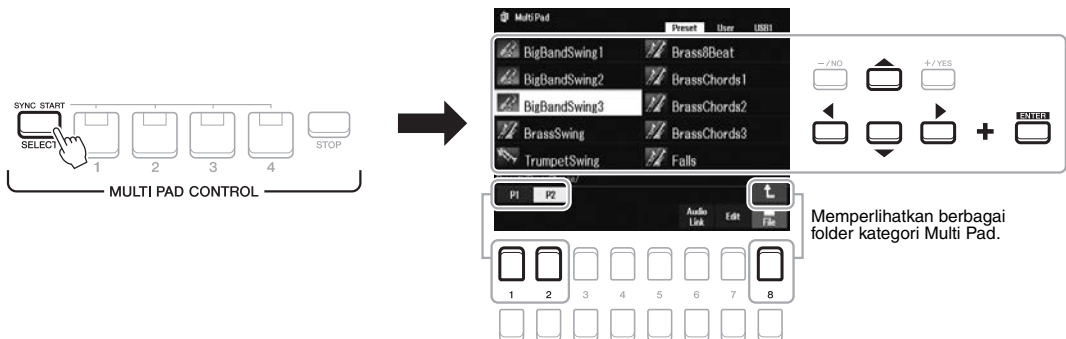 SYNC START
SELECT
1 2 3 4
STOP
MULTI PAD CONTROL
Multi Pad
Preset User USB1
BigBandSwing1 Brass8Beat
BigBandSwing2 BrassChords1
BigBandSwing3 BrassChords2
BrassSwing BrassChords3
TrumpetSwing Falls
P1 P2
Audio Link Edit File
−/NO +/YES
+ ENTER
Memperlihatkan berbagai
folder kategori Multi Pad.
1 2 3 4 5 6 7 8